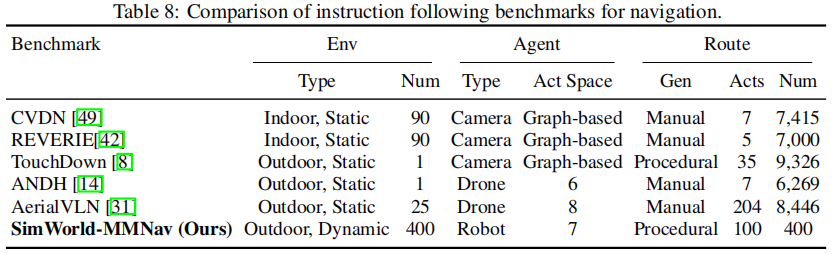 Table 8: Comparison of instruction following benchmarks for navigation.
Benchmark Env Agent Route
Type Num Type Act Space Gen Acts Num
CVDN [49] Indoor, Static 90 Camera Graph-based Manual 7 7,415
REVERIE[42] Indoor, Static 90 Camera Graph-based Manual 5 7,000
TouchDown [8] Outdoor, Static 1 Camera Graph-based Procedural 35 9,326
ANDH [14] Outdoor, Static 1 Drone 6 Manual 7 6,269
AerialVLN [31] Outdoor, Static 25 Drone 8 Manual 204 8,446
SimWorld-MMNav (Ours) Outdoor, Dynamic 400 Robot 7 Procedural 100 400